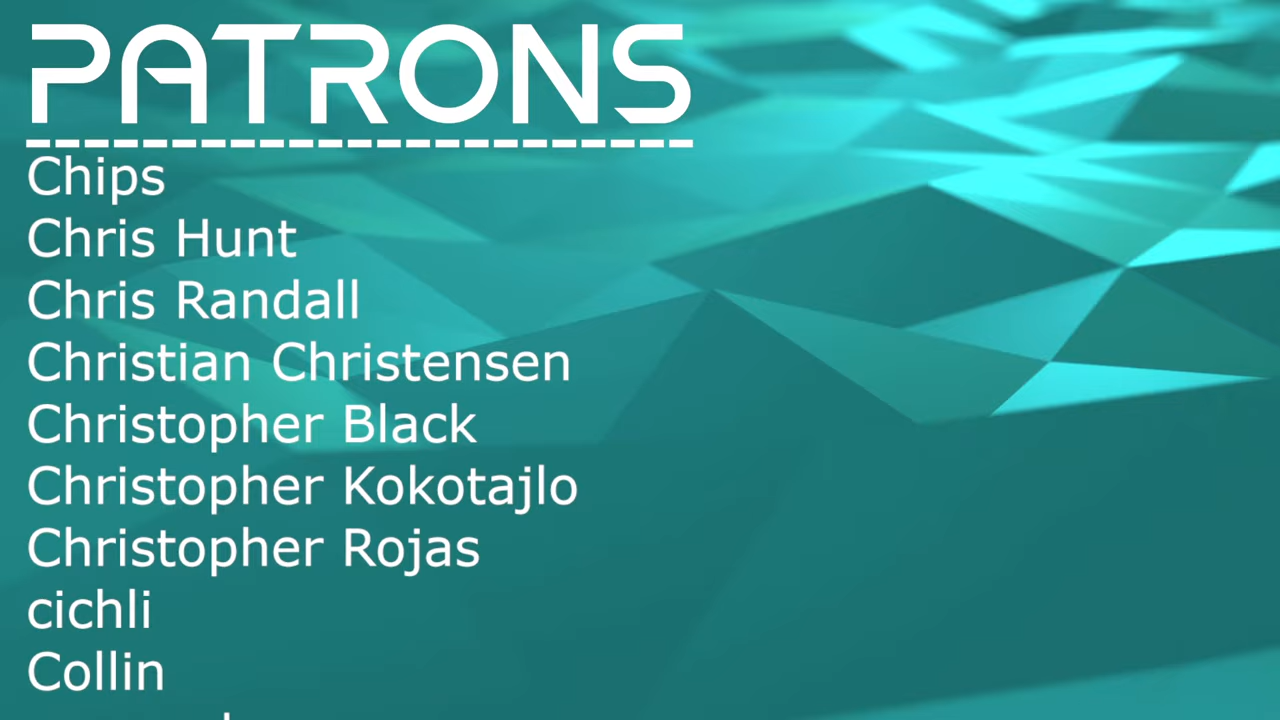 PATRONS
Chips
Chris Hunt
Chris Randall
Christian Christensen
Christopher Black
Christopher Kokotajlo
Christopher Rojas
cichli
Collin